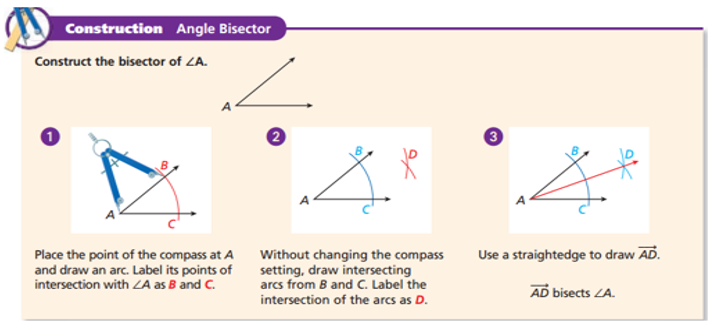 Construction Angle Bisector
Construct the bisector of ∠A.
A
1
B
A
C
2
B
D
A
C
3
B
D
A
C
Place the point of the compass at A
and draw an arc. Label its points of
intersection with ∠A as B and C.
Without changing the compass
setting, draw intersecting
arcs from B and C. Label the
intersection of the arcs as D.
Use a straightedge to draw A⃗D⃗.
A⃗D⃗ bisects ∠A.